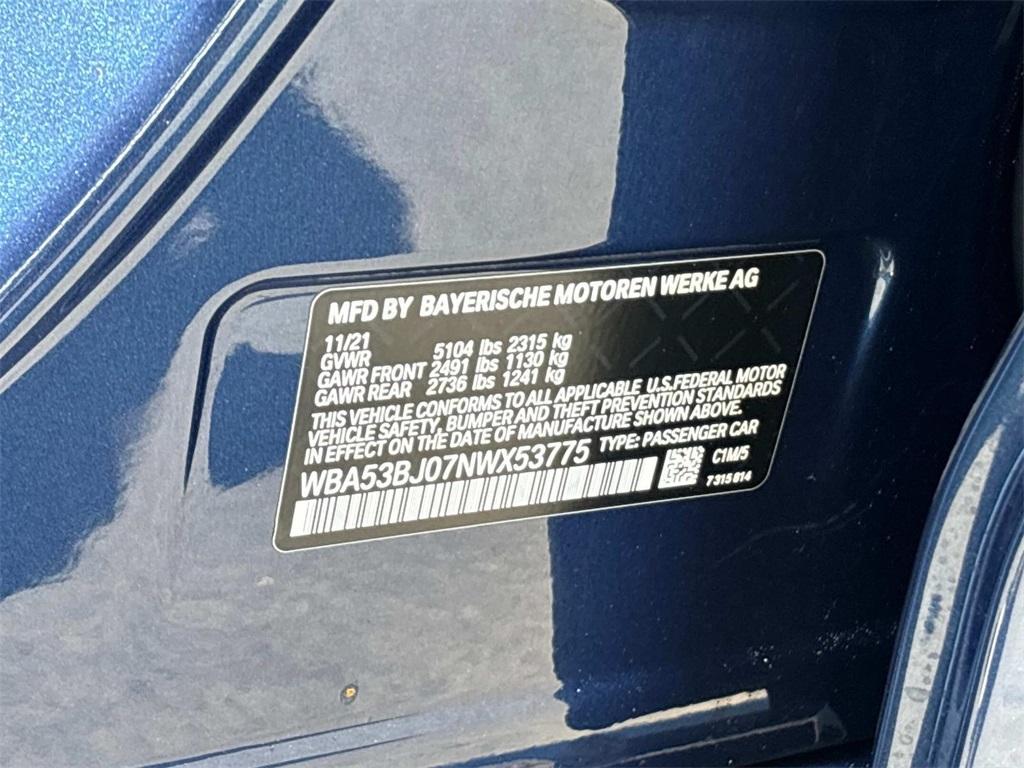 MFD BY BAYERISCHE MOTOREN WERKE AG
11/21
GVWR 5104 lbs 2315 kg
GAWR FRONT 2491 lbs 1130 kg
GAWR REAR 2736 lbs 1241 kg
THIS VEHICLE CONFORMS TO ALL APPLICABLE U.S.FEDERAL MOTOR
VEHICLE SAFETY, BUMPER AND THEFT PREVENTION STANDARDS
IN EFFECT ON THE DATE OF MANUFACTURE SHOWN ABOVE.
WBA53BJ07NWX53775 TYPE: PASSENGER CAR
C1M/5
7315814